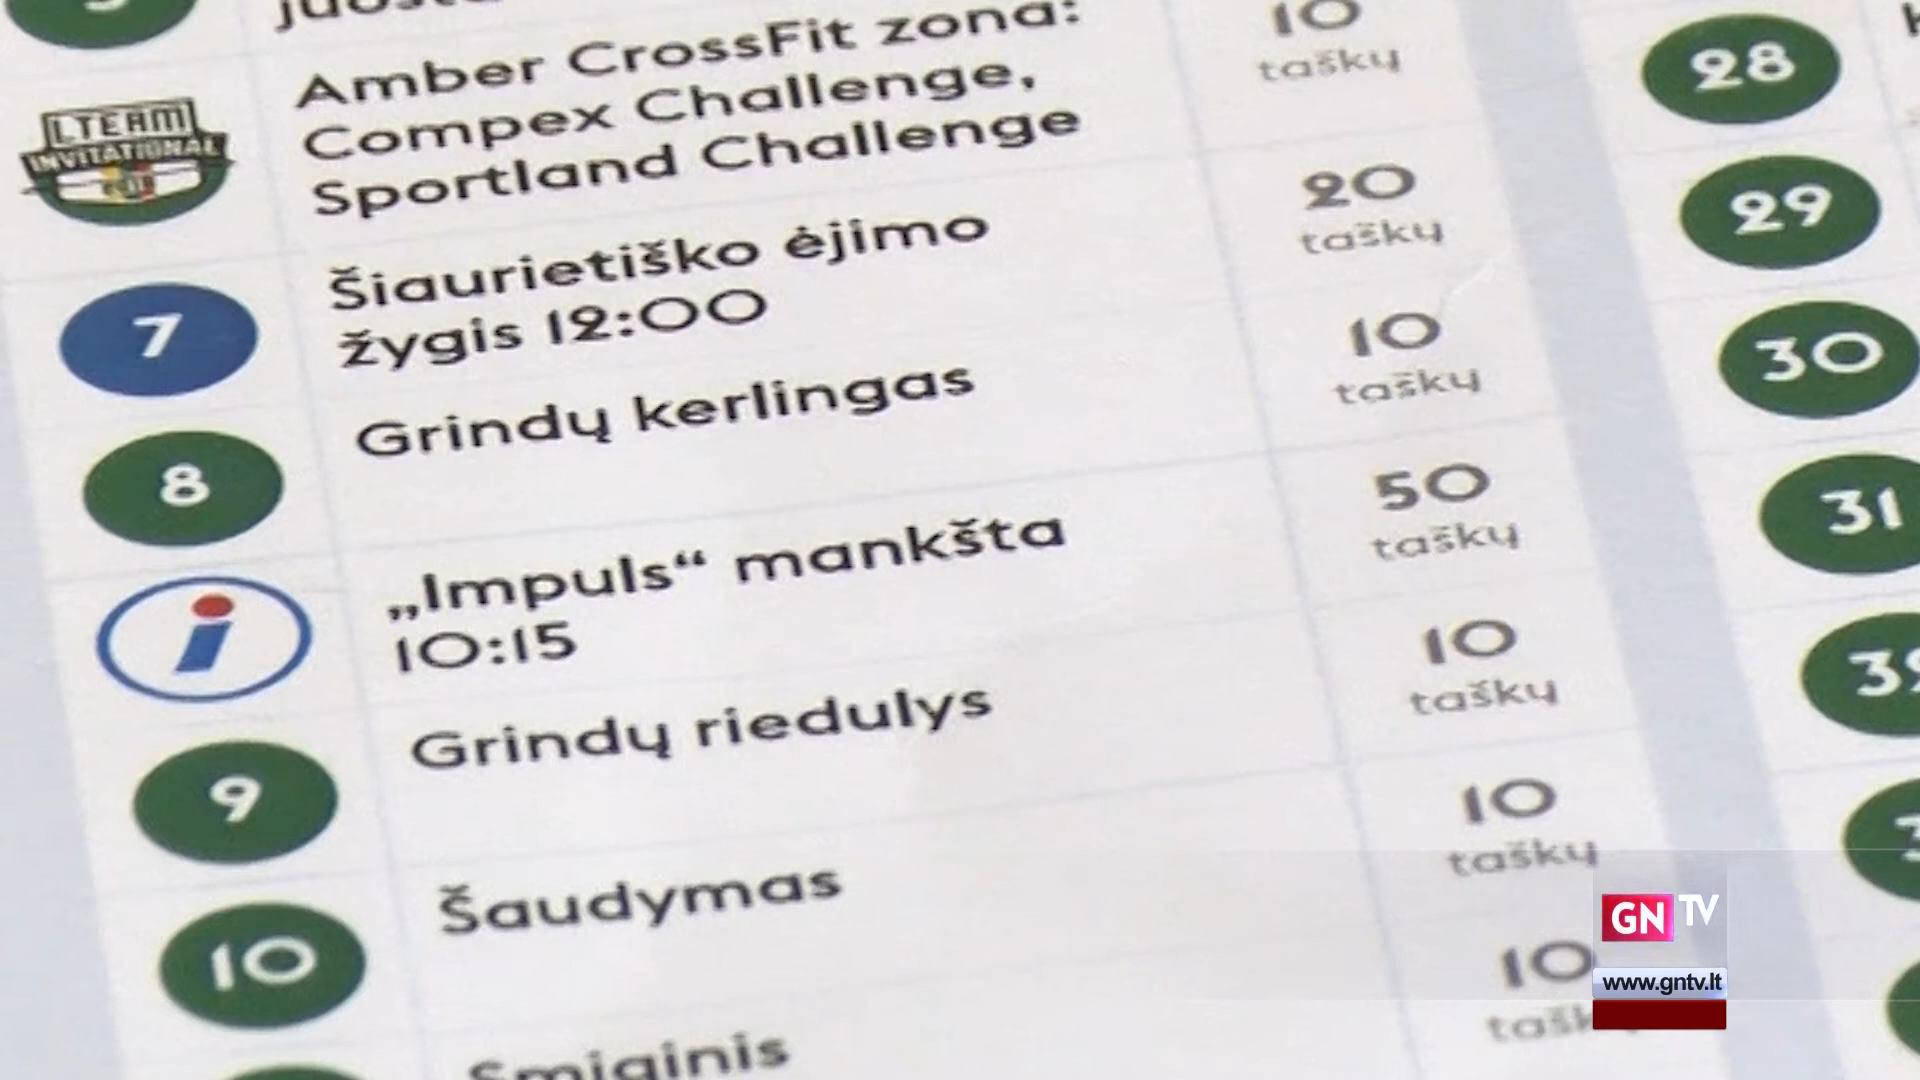 Amber CrossFit zona:
Compex Challenge,
Sportland Challenge
10
taškų
LTEAM
INVITATIONAL
7
Šiaurietiško ėjimo
žygis 12:00
20
taškų
8
Grindų kerlingas
10
taškų
i
„Impuls“ mankšta
10:15
50
taškų
9
Grindų riedulys
10
taškų
10
Šaudymas
10
taškų
Smiginis
10
28
29
30
31
GN TV
www.gntv.lt